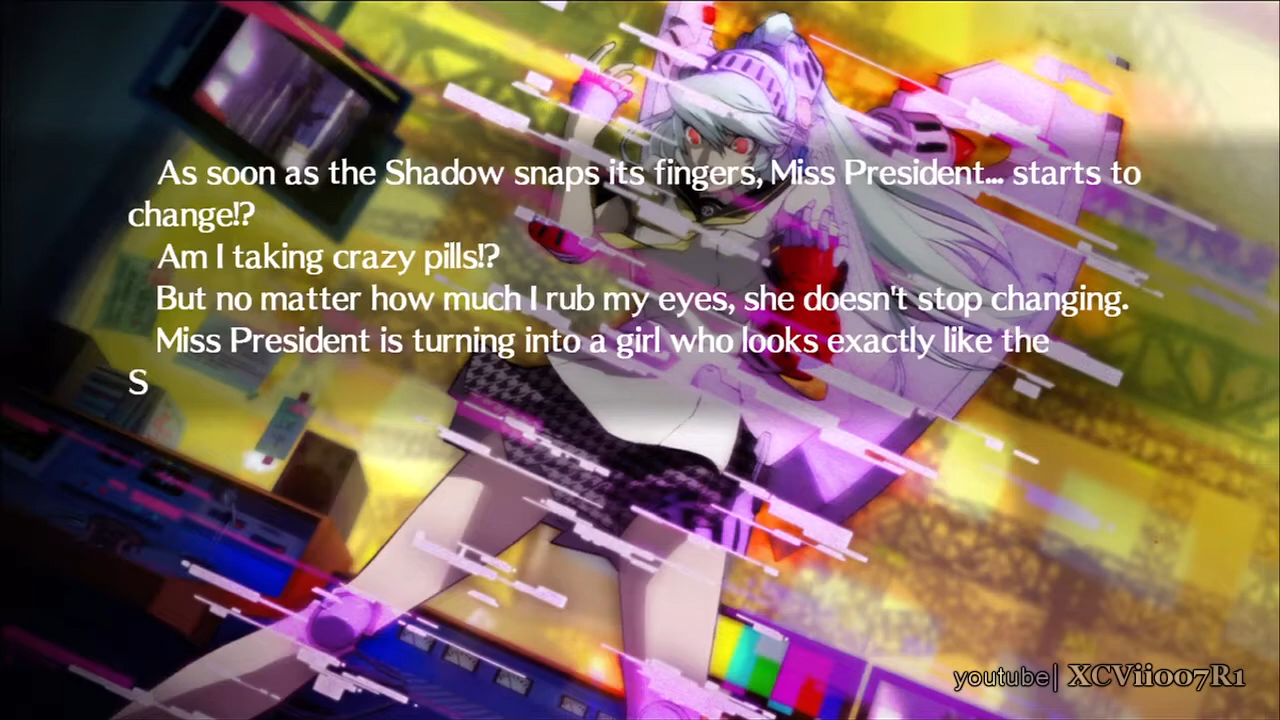 As soon as the Shadow snaps its fingers, Miss President... starts to
change!?
Am I taking crazy pills!?
But no matter how much I rub my eyes, she doesn't stop changing.
Miss President is turning into a girl who looks exactly like the
S
youtube| XCVii007R1